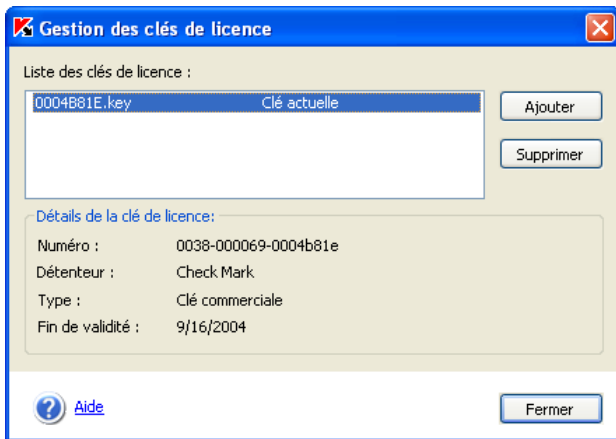 Gestion des clés de licence
Liste des clés de licence :
0004B81E.key Clé actuelle
Ajouter
Supprimer
Détails de la clé de licence:
Numéro : 0038-000069-0004b81e
Détenteur : Check Mark
Type : Clé commerciale
Fin de validité : 9/16/2004
Aide
Fermer